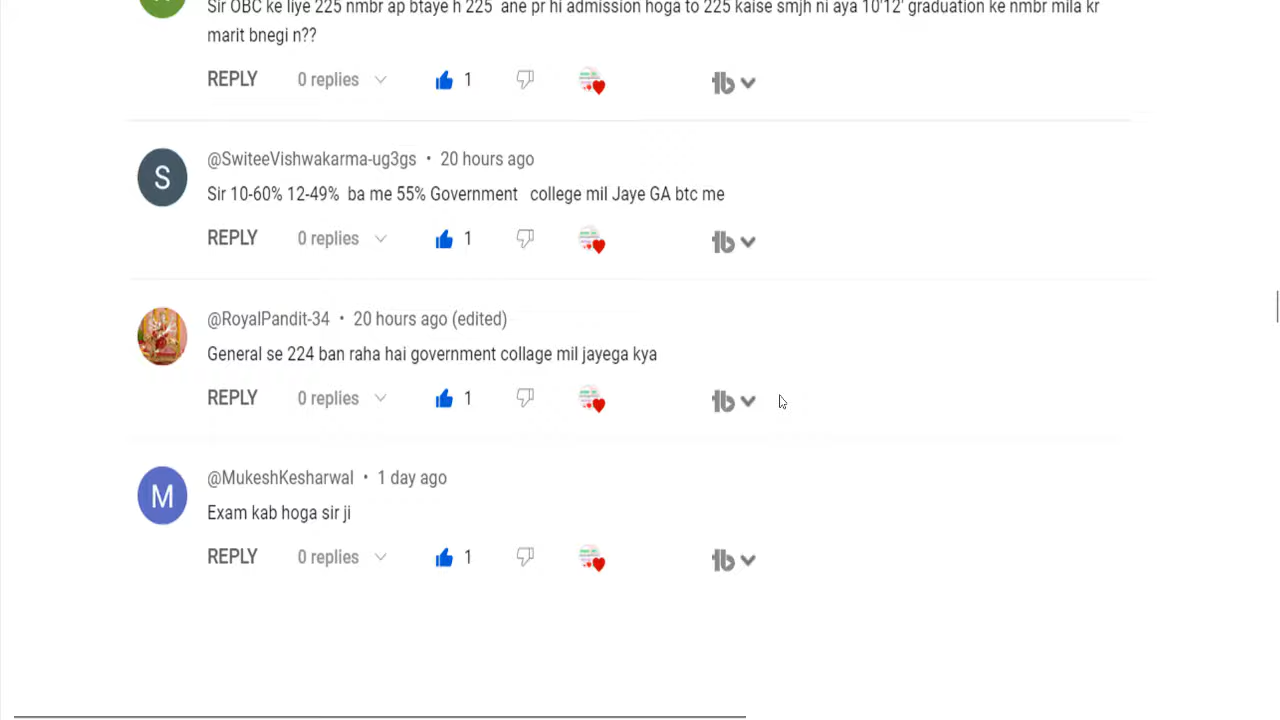 Sir OBC ke liye 225 nmbr ap btaye h 225 ane pr hi admission hoga to 225 kaise smjh ni aya 10'12' graduation ke nmbr mila kr
marit bnegi n??
REPLY 0 replies 1
@SwiteeVishwakarma-ug3gs • 20 hours ago
S
Sir 10-60% 12-49% ba me 55% Government college mil Jaye GA btc me
REPLY 0 replies 1
@RoyalPandit-34 • 20 hours ago (edited)
General se 224 ban raha hai government collage mil jayega kya
REPLY 0 replies 1
@MukeshKesharwal • 1 day ago
M
Exam kab hoga sir ji
REPLY 0 replies 1